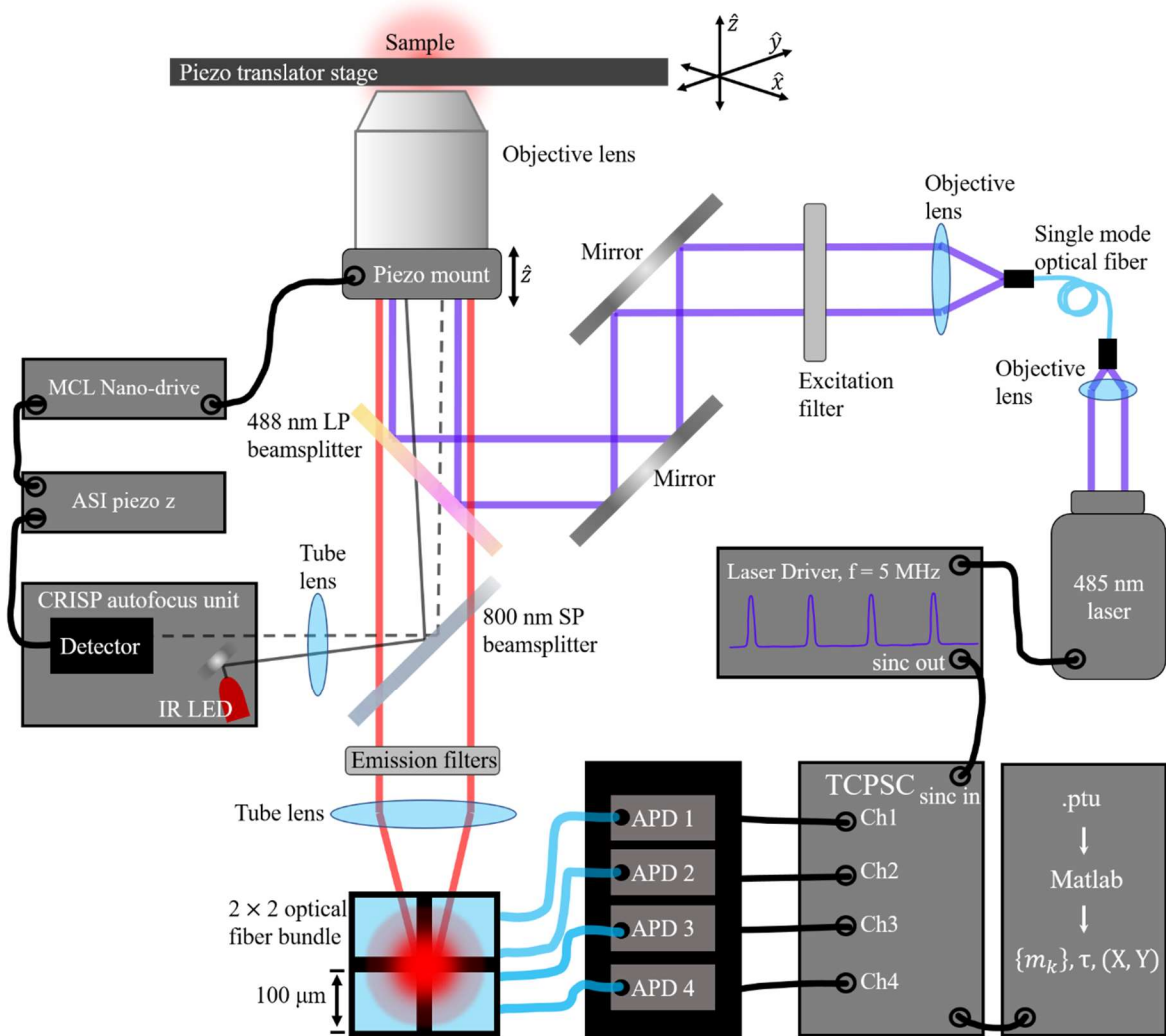 Sample
Piezo translator stage
ẑ
ŷ
x̂
Objective lens
Piezo mount
ẑ
Mirror
Objective
lens
Single mode
optical fiber
Excitation
filter
Objective
lens
MCL Nano-drive
488 nm LP
beamsplitter
Mirror
ASI piezo z
Tube
lens
CRISP autofocus unit
Detector
IR LED
800 nm SP
beamsplitter
Laser Driver, f = 5 MHz
sinc out
485 nm
laser
Emission filters
Tube lens
2 × 2 optical
fiber bundle
100 μm
APD 1
APD 2
APD 3
APD 4
TCPSC
sinc in
Ch1
Ch2
Ch3
Ch4
.ptu
Matlab
{m_k}, τ, (X, Y)